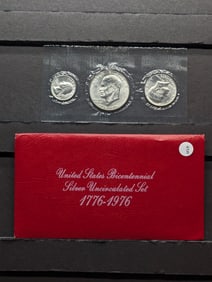 United States Bicentennial
Silver Uncirculated Set
1776-1976